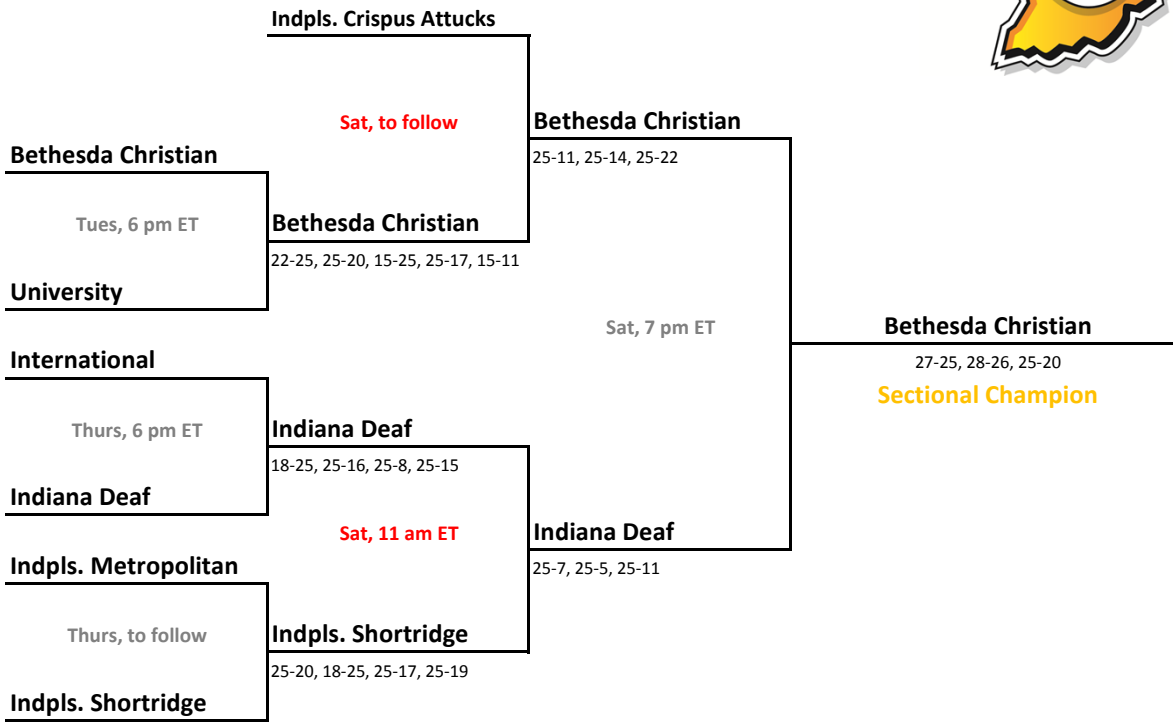 Indpls. Crispus Attucks
Sat, to follow
Bethesda Christian
25-11, 25-14, 25-22
Bethesda Christian
Tues, 6 pm ET
Bethesda Christian
22-25, 25-20, 15-25, 25-17, 15-11
University
Sat, 7 pm ET
Bethesda Christian
27-25, 28-26, 25-20
Sectional Champion
International
Thurs, 6 pm ET
Indiana Deaf
18-25, 25-16, 25-8, 25-15
Indiana Deaf
Sat, 11 am ET
Indiana Deaf
25-7, 25-5, 25-11
Indpls. Metropolitan
Thurs, to follow
Indpls. Shortridge
25-20, 18-25, 25-17, 25-19
Indpls. Shortridge